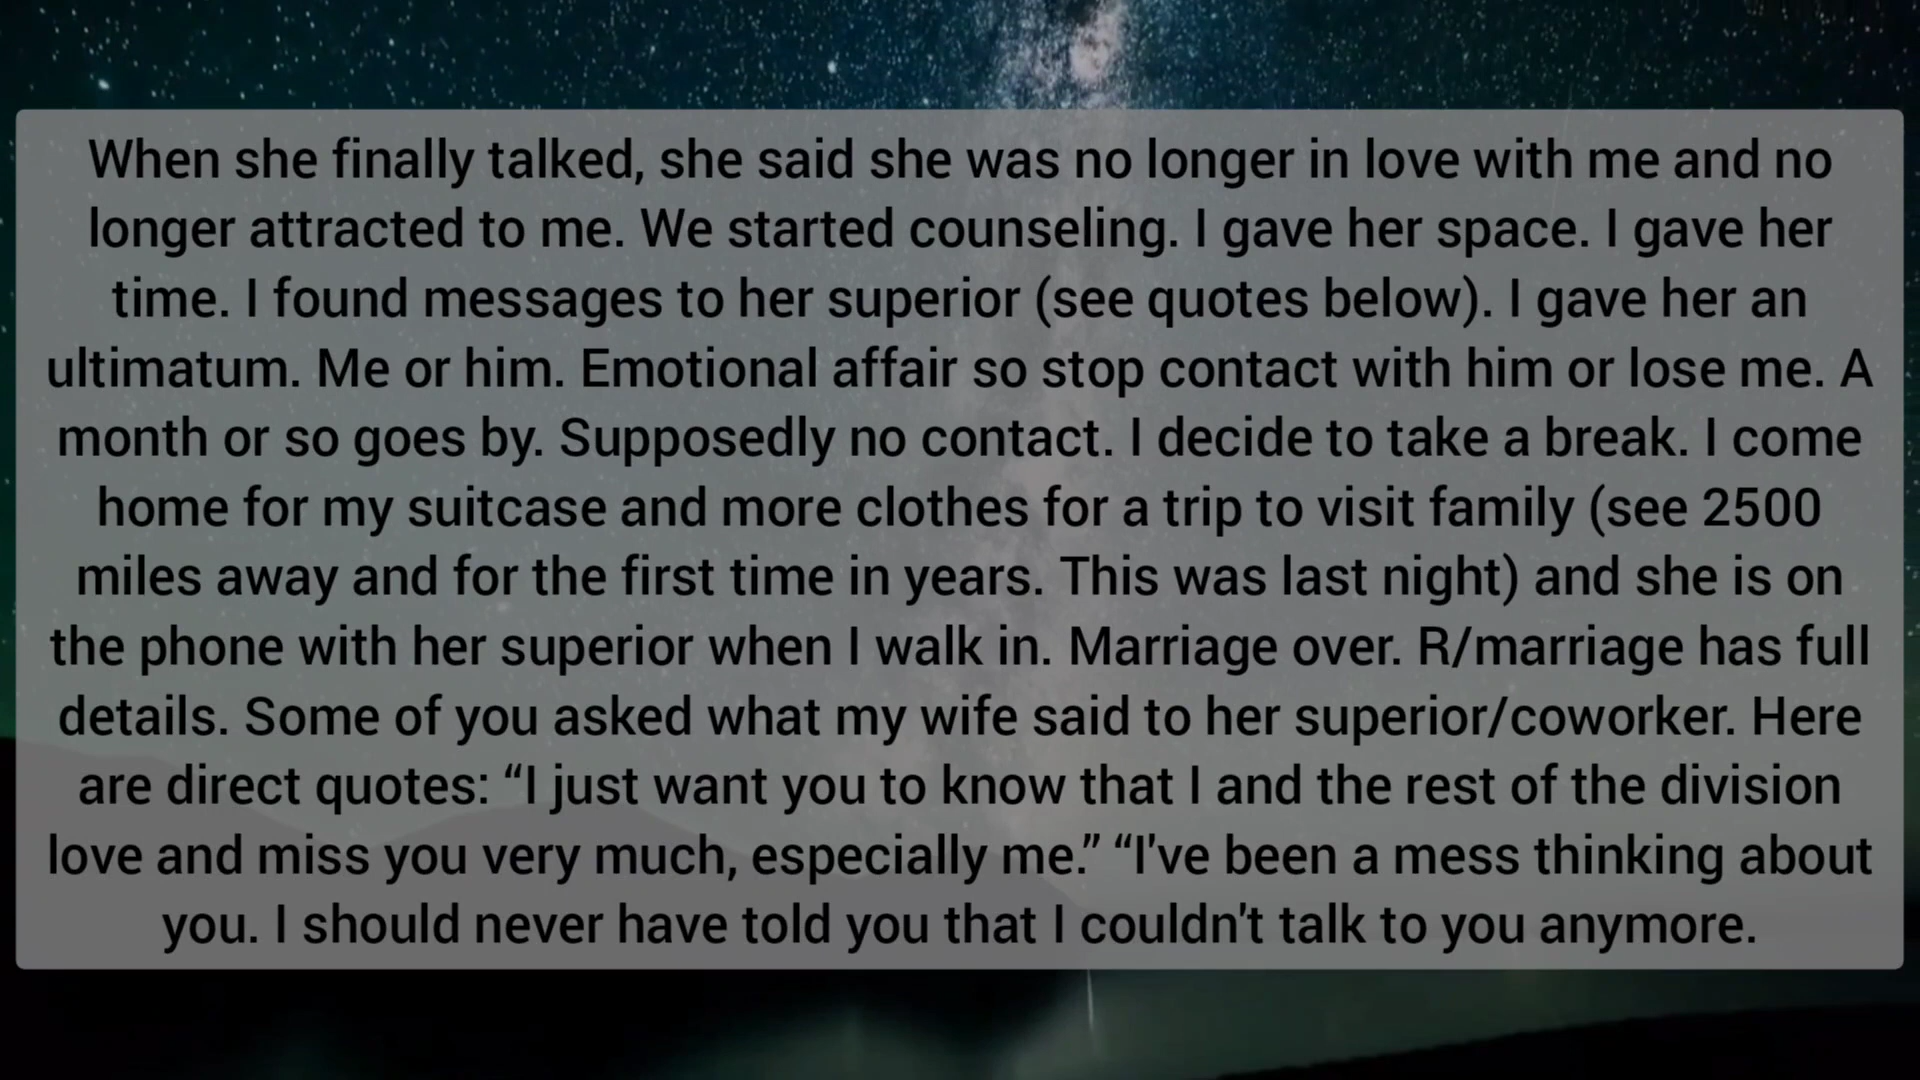 When she finally talked, she said she was no longer in love with me and no
longer attracted to me. We started counseling. I gave her space. I gave her
time. I found messages to her superior (see quotes below). I gave her an
ultimatum. Me or him. Emotional affair so stop contact with him or lose me. A
month or so goes by. Supposedly no contact. I decide to take a break. I come
home for my suitcase and more clothes for a trip to visit family (see 2500
miles away and for the first time in years. This was last night) and she is on
the phone with her superior when I walk in. Marriage over. R/marriage has full
details. Some of you asked what my wife said to her superior/coworker. Here
are direct quotes: “I just want you to know that I and the rest of the division
love and miss you very much, especially me.” “I've been a mess thinking about
you. I should never have told you that I couldn't talk to you anymore.